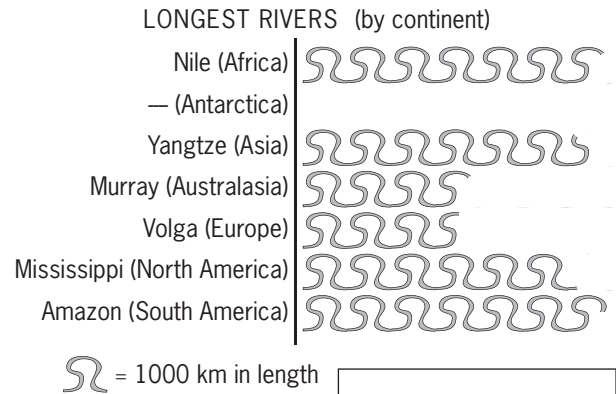 LONGEST RIVERS (by continent)
Nile (Africa)
— (Antarctica)
Yangtze (Asia)
Murray (Australasia)
Volga (Europe)
Mississippi (North America)
Amazon (South America)
= 1000 km in length